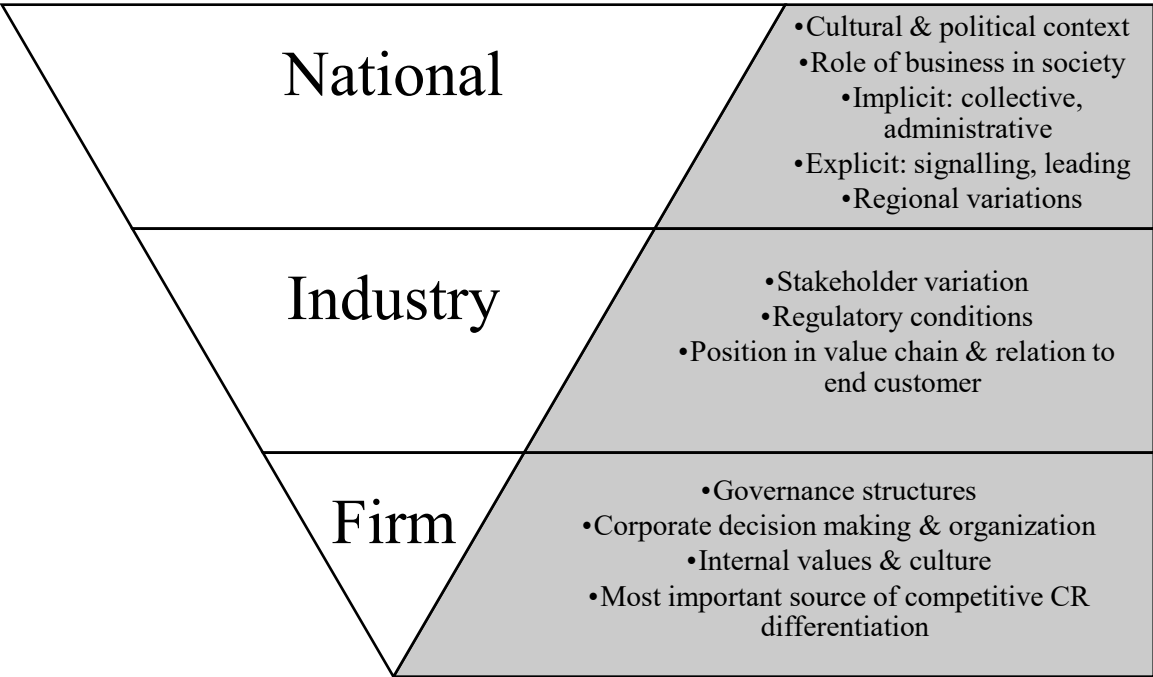 National
•Cultural & political context
•Role of business in society
•Implicit: collective,
administrative
•Explicit: signalling, leading
•Regional variations
Industry
•Stakeholder variation
•Regulatory conditions
•Position in value chain & relation to
end customer
Firm
•Governance structures
•Corporate decision making & organization
•Internal values & culture
•Most important source of competitive CR
differentiation